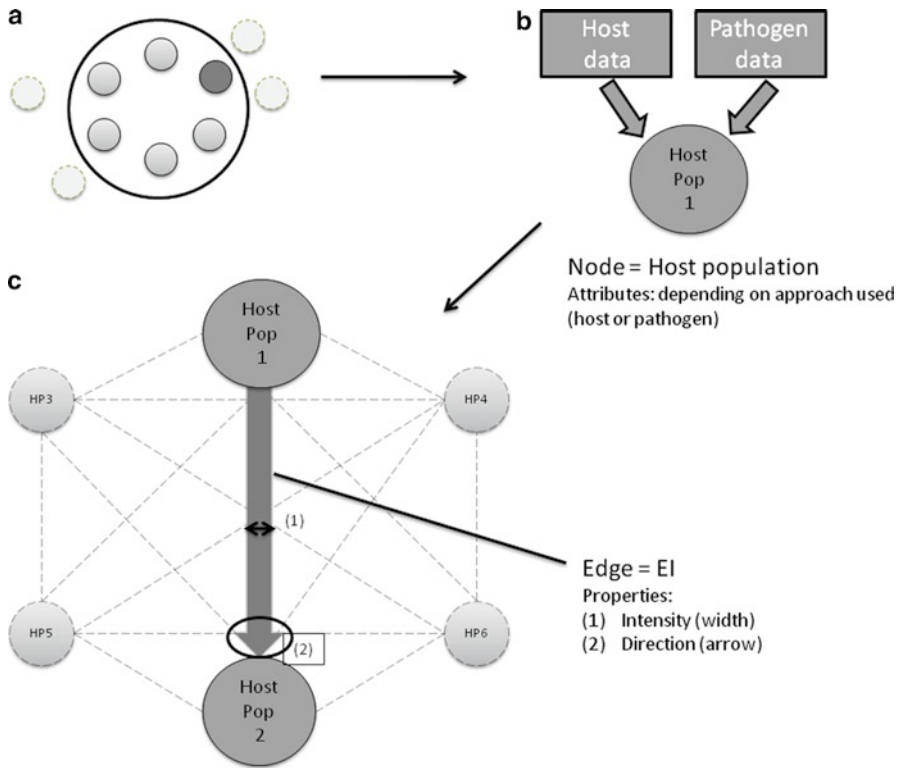 a
b
Host
data
Pathogen
data
Host
Pop
1
Node = Host population
Attributes: depending on approach used
(host or pathogen)
c
Host
Pop
1
HP3
HP4
(1)
Edge = EI
Properties:
(1) Intensity (width)
(2) Direction (arrow)
HP5
HP6
(2)
Host
Pop
2